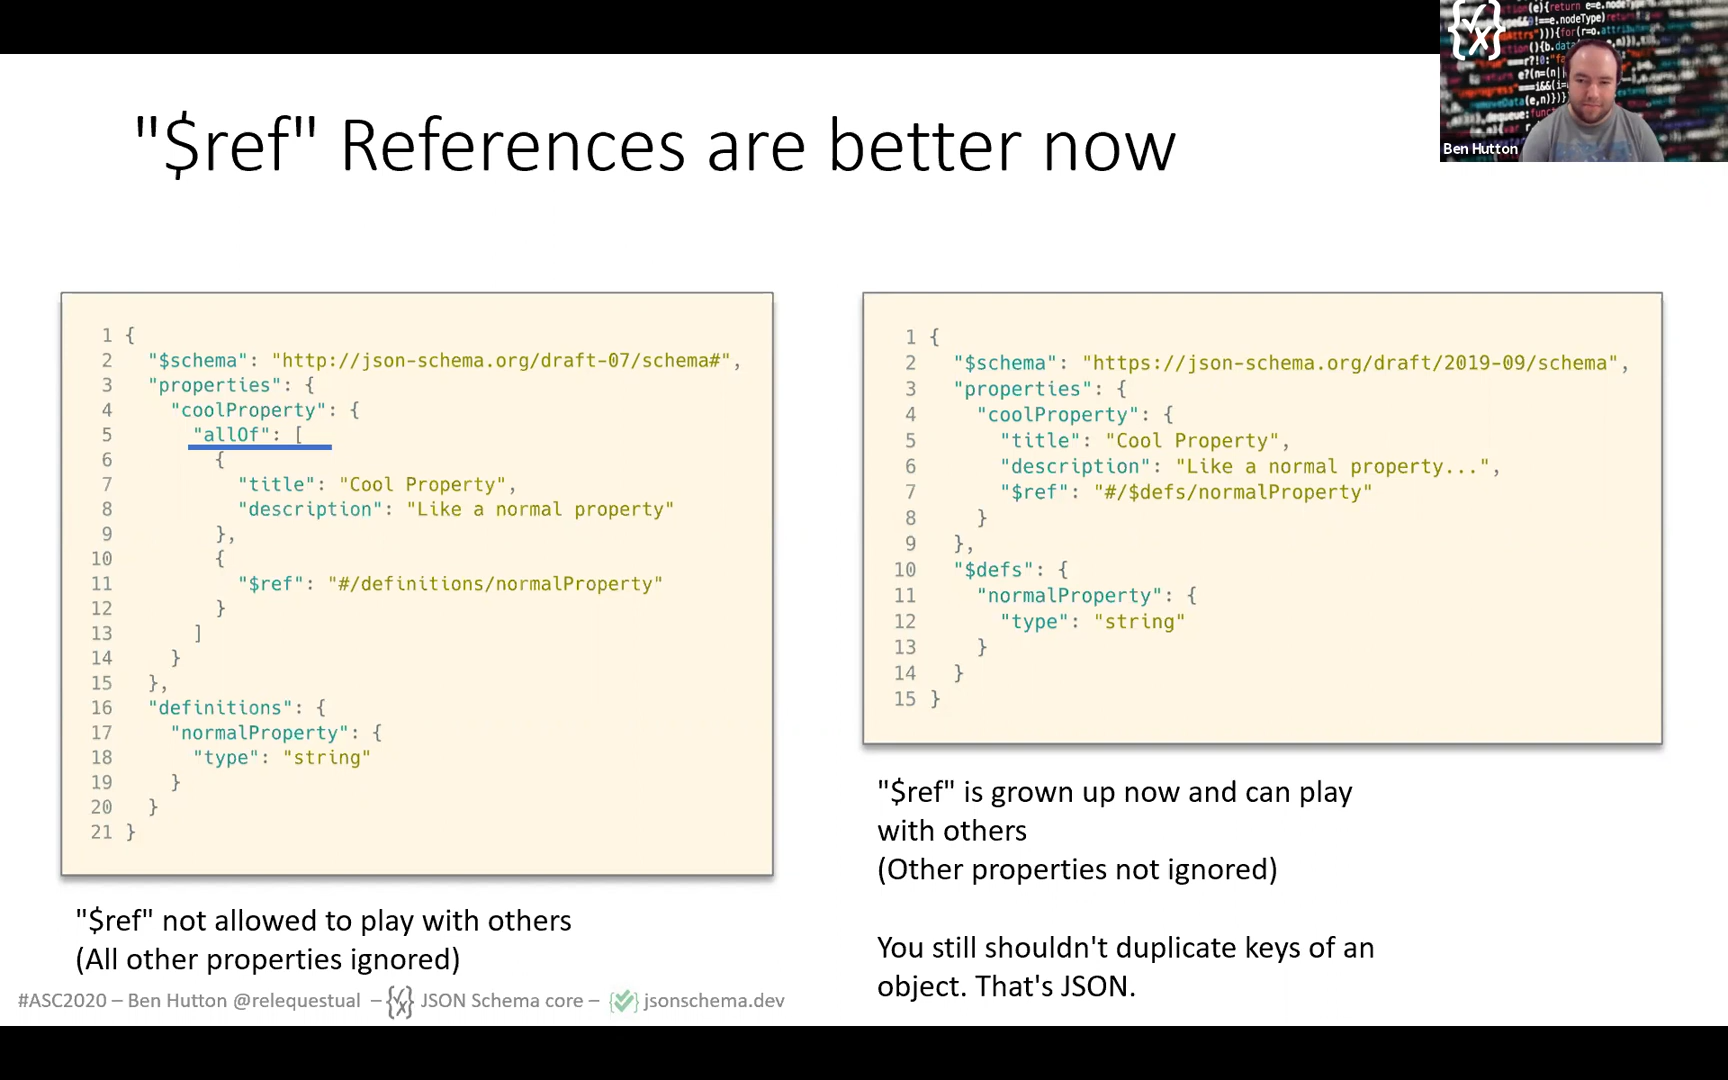 "$ref" References are better now
Ben Hutton
1 {
2 "$schema": "http://json-schema.org/draft-07/schema#",
3 "properties": {
4 "coolProperty": {
5 "allOf": [
6 {
7 "title": "Cool Property",
8 "description": "Like a normal property"
9 },
10 {
11 "$ref": "#/definitions/normalProperty"
12 }
13 ]
14 }
15 },
16 "definitions": {
17 "normalProperty": {
18 "type": "string"
19 }
20 }
21 }
"$ref" not allowed to play with others
(All other properties ignored)
1 {
2 "$schema": "https://json-schema.org/draft/2019-09/schema",
3 "properties": {
4 "coolProperty": {
5 "title": "Cool Property",
6 "description": "Like a normal property...",
7 "$ref": "#/$defs/normalProperty"
8 }
9 },
10 "$defs": {
11 "normalProperty": {
12 "type": "string"
13 }
14 }
15 }
"$ref" is grown up now and can play
with others
(Other properties not ignored)
You still shouldn't duplicate keys of an
object. That's JSON.
#ASC2020 – Ben Hutton @relequestual – JSON Schema core – jsonschema.dev